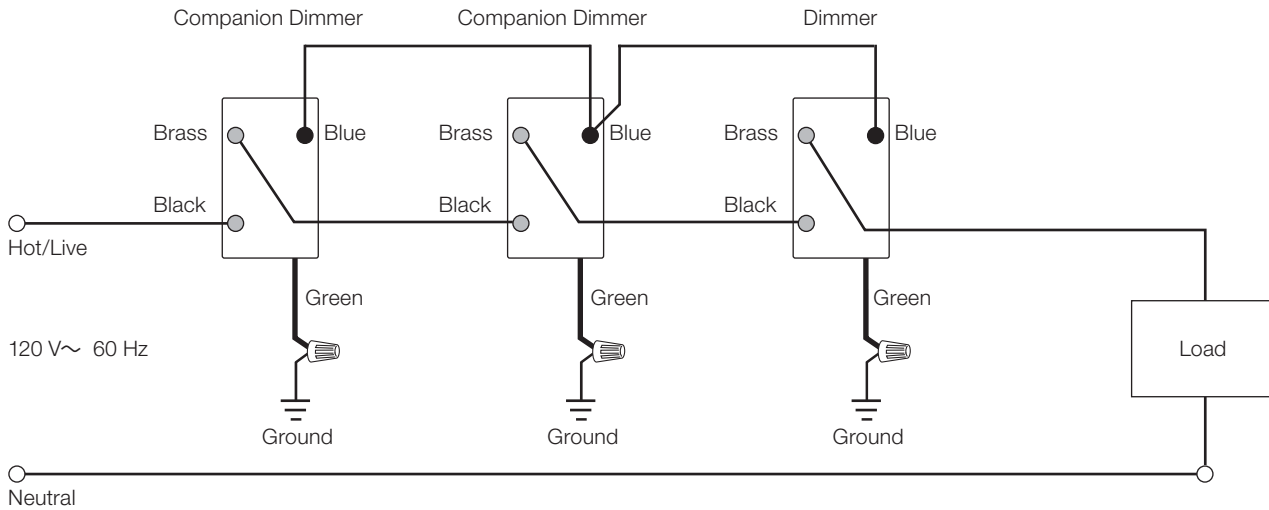 Companion Dimmer
Companion Dimmer
Dimmer
Brass
Blue
Brass
Blue
Brass
Blue
Black
Black
Black
Hot/Live
Green
Green
Green
120 V~ 60 Hz
Load
Ground
Ground
Ground
Neutral